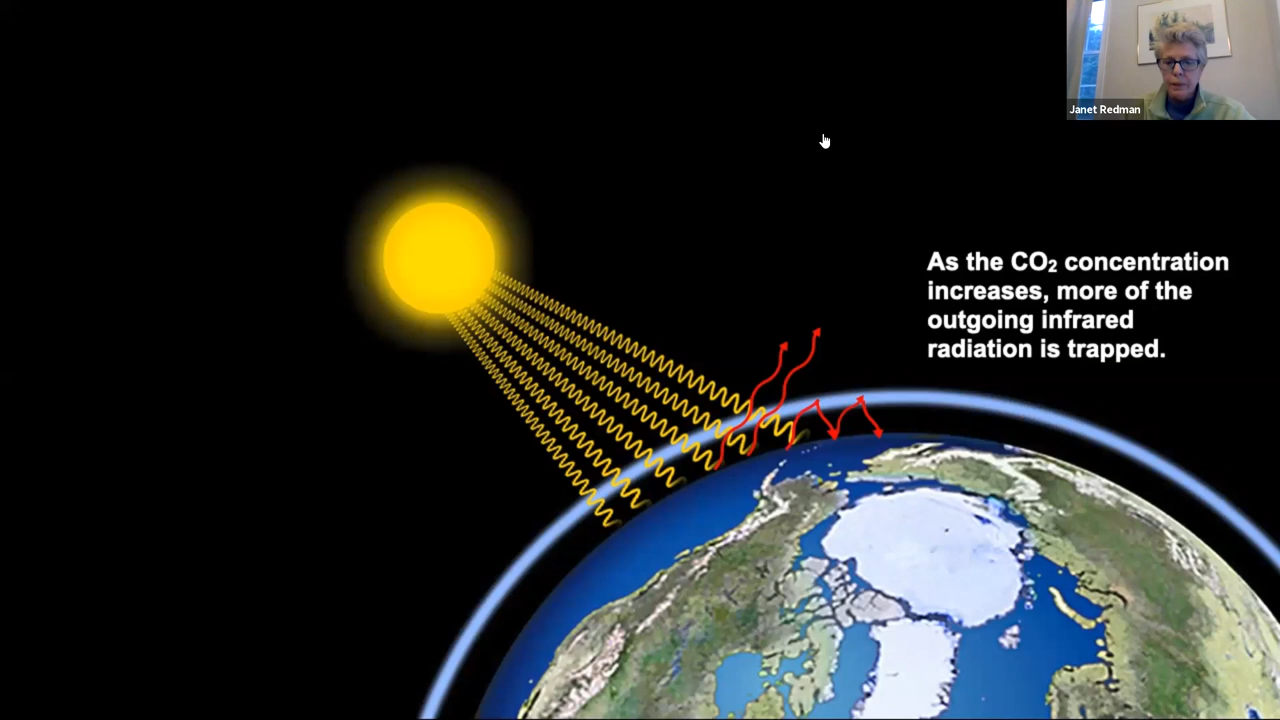 Janet Redman
As the CO₂ concentration
increases, more of the
outgoing infrared
radiation is trapped.